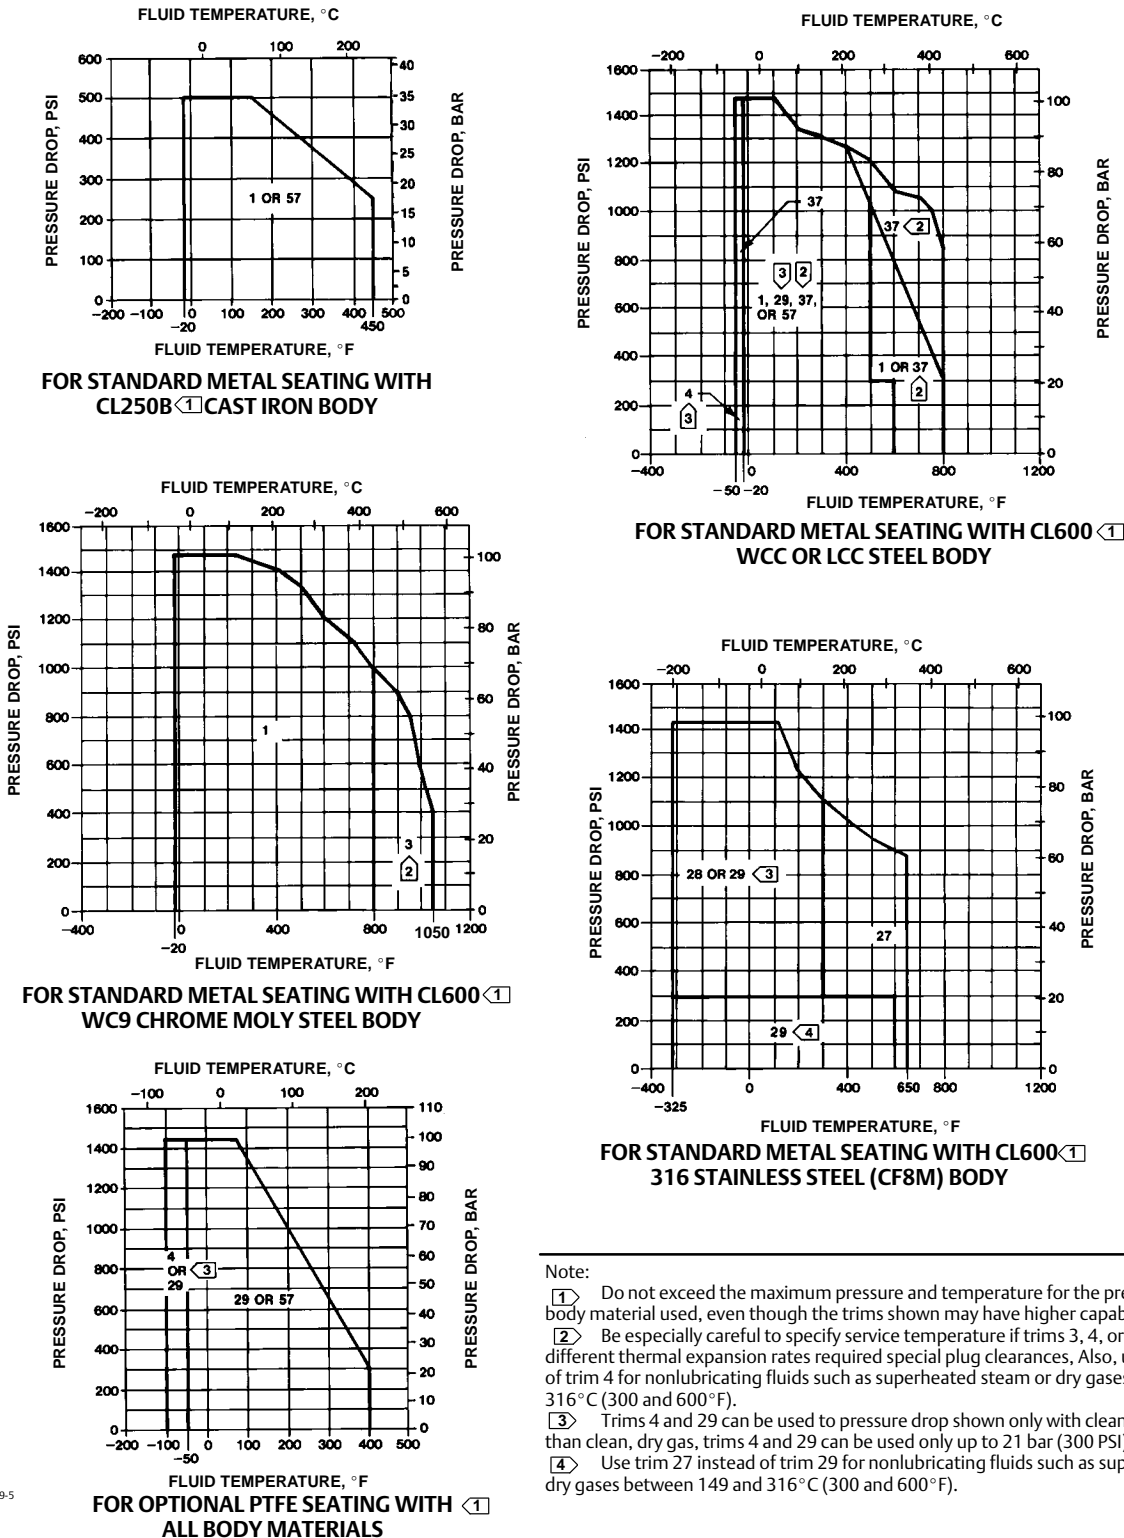 FLUID TEMPERATURE, °C
0 100 200
600 500 400 300 200 100 0
40 35 30 25 20 15 10 5 0
PRESSURE DROP, PSI
PRESSURE DROP, BAR
1 OR 57
−200 −100 0 100 200 300 400 500
−20 450
FLUID TEMPERATURE, °F
FOR STANDARD METAL SEATING WITH
CL250B 1 CAST IRON BODY
FLUID TEMPERATURE, °C
−200 0 200 400 600
1600 1400 1200 1000 800 600 400 200 0
100 80 60 40 20 0
PRESSURE DROP, PSI
PRESSURE DROP, BAR
37
37 2
3 2
1, 29, 37,
OR 57
1 OR 37
2
4
3
−400 0 400 800 1200
−50 −20
FLUID TEMPERATURE, °F
FOR STANDARD METAL SEATING WITH CL600 1
WCC OR LCC STEEL BODY
FLUID TEMPERATURE, °C
−200 0 200 400 600
1600 1400 1200 1000 800 600 400 200 0
100 80 60 40 20 0
PRESSURE DROP, PSI
PRESSURE DROP, BAR
1
3
2
−400 0 400 800 1050 1200
−20
FLUID TEMPERATURE, °F
FOR STANDARD METAL SEATING WITH CL600 1
WC9 CHROME MOLY STEEL BODY
FLUID TEMPERATURE, °C
−200 0 200 400 600
1600 1400 1200 1000 800 600 400 200 0
100 80 60 40 20 0
PRESSURE DROP, PSI
PRESSURE DROP, BAR
28 OR 29 3
27
29 4
−400 0 400 650 800 1200
−325
FLUID TEMPERATURE, °F
FOR STANDARD METAL SEATING WITH CL600 1
316 STAINLESS STEEL (CF8M) BODY
FLUID TEMPERATURE, °C
−100 0 100 200
1600 1400 1200 1000 800 600 400 200 0
110 100 90 80 70 60 50 40 30 20 10 0
PRESSURE DROP, PSI
PRESSURE DROP, BAR
4
OR 3
29
29 OR 57
−200 −100 0 100 200 300 400 500
−50
FLUID TEMPERATURE, °F
FOR OPTIONAL PTFE SEATING WITH 1
ALL BODY MATERIALS
Note:
1 Do not exceed the maximum pressure and temperature for the pre
body material used, even though the trims shown may have higher capab
2 Be especially careful to specify service temperature if trims 3, 4, or
different thermal expansion rates required special plug clearances, Also, u
of trim 4 for nonlubricating fluids such as superheated steam or dry gases
316°C (300 and 600°F).
3 Trims 4 and 29 can be used to pressure drop shown only with clean
than clean, dry gas, trims 4 and 29 can be used only up to 21 bar (300 PSI)
4 Use trim 27 instead of trim 29 for nonlubricating fluids such as sup
dry gases between 149 and 316°C (300 and 600°F).
9-5